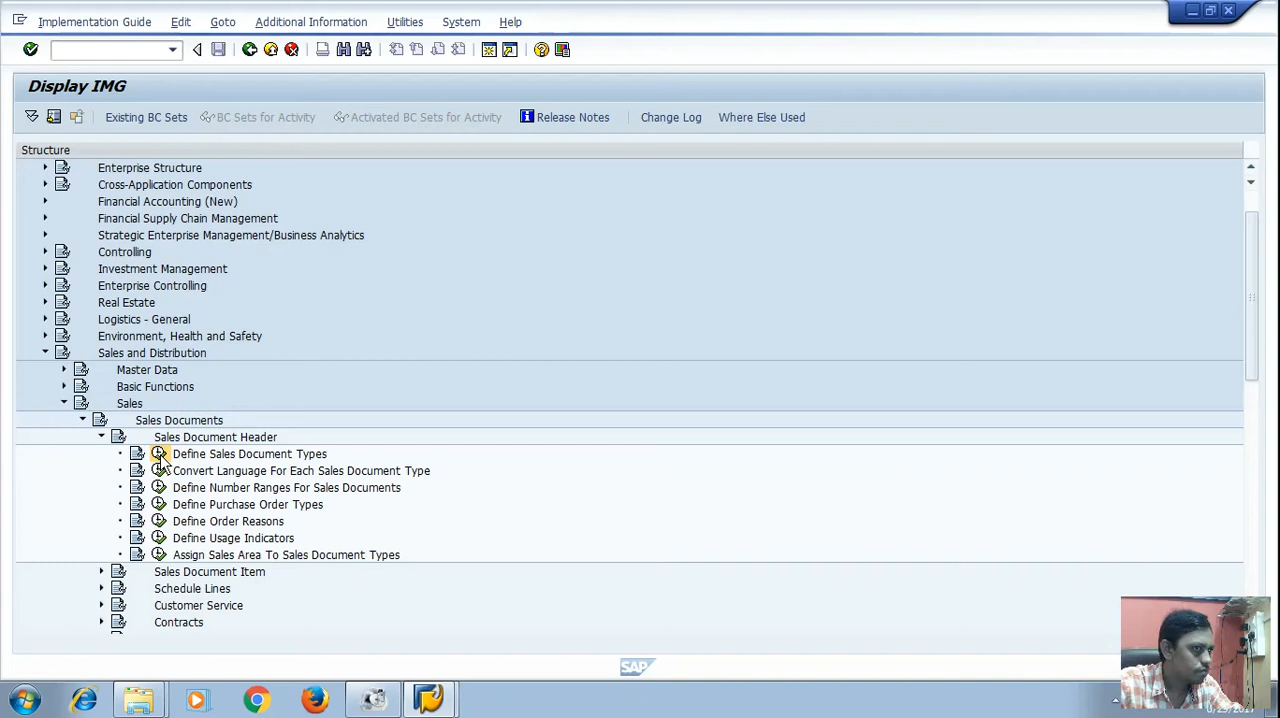 Implementation Guide Edit Goto Additional Information Utilities System Help
Display IMG
Existing BC Sets BC Sets for Activity Activated BC Sets for Activity Release Notes Change Log Where Else Used
Structure
Enterprise Structure
Cross-Application Components
Financial Accounting (New)
Financial Supply Chain Management
Strategic Enterprise Management/Business Analytics
Controlling
Investment Management
Enterprise Controlling
Real Estate
Logistics - General
Environment, Health and Safety
Sales and Distribution
Master Data
Basic Functions
Sales
Sales Documents
Sales Document Header
Define Sales Document Types
Convert Language For Each Sales Document Type
Define Number Ranges For Sales Documents
Define Purchase Order Types
Define Order Reasons
Define Usage Indicators
Assign Sales Area To Sales Document Types
Sales Document Item
Schedule Lines
Customer Service
Contracts
SAP